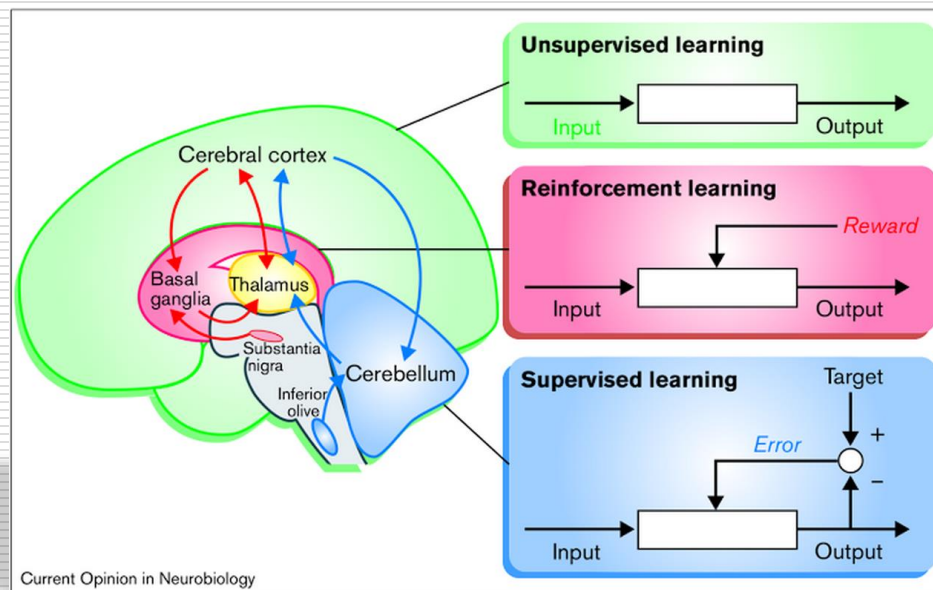 Unsupervised learning
Input
Output
Reinforcement learning
Reward
Input
Output
Supervised learning
Target
+
Error
−
Input
Output
Cerebral cortex
Basal
ganglia
Thalamus
Substantia
nigra
Inferior
olive
Cerebellum
Current Opinion in Neurobiology